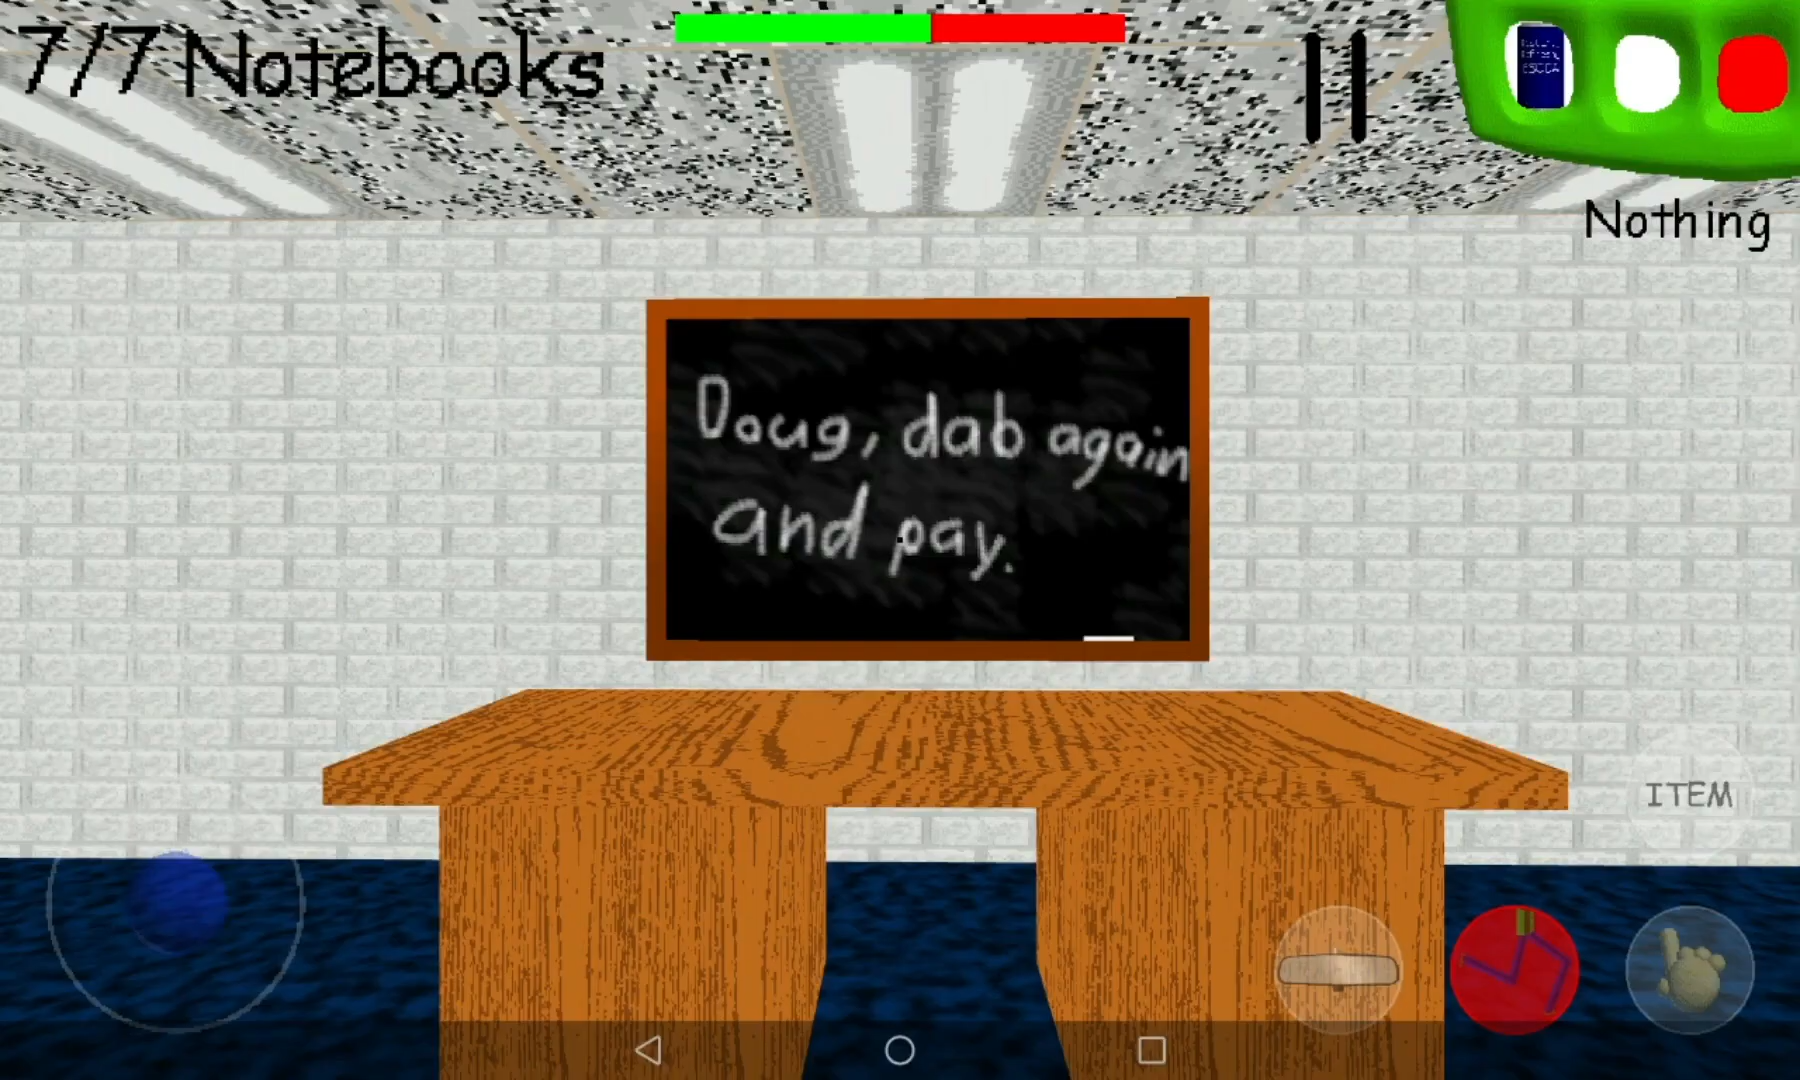 7/7 Notebooks
Nothing
Doug, dab again
and pay.
ITEM